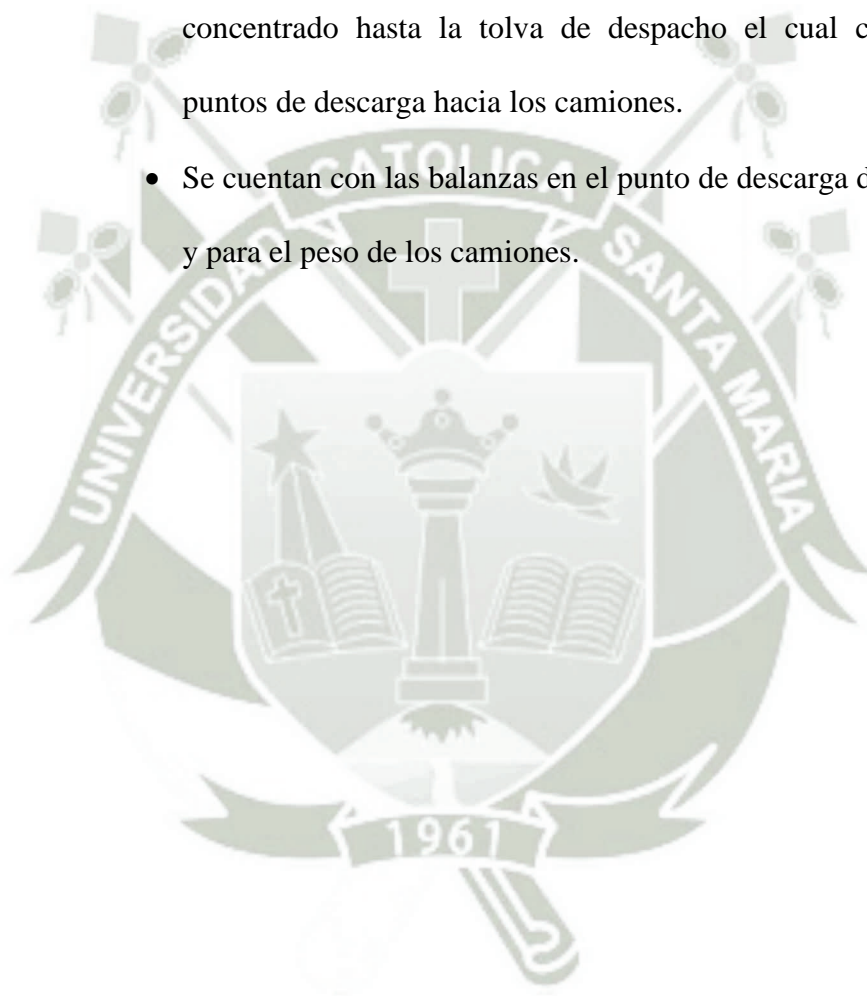 concentrado hasta la tolva de despacho el cual
puntos de descarga hacia los camiones.
• Se cuentan con las balanzas en el punto de descarga
y para el peso de los camiones.
UNIVERSIDAD CATOLICA SANTA MARIA
1961